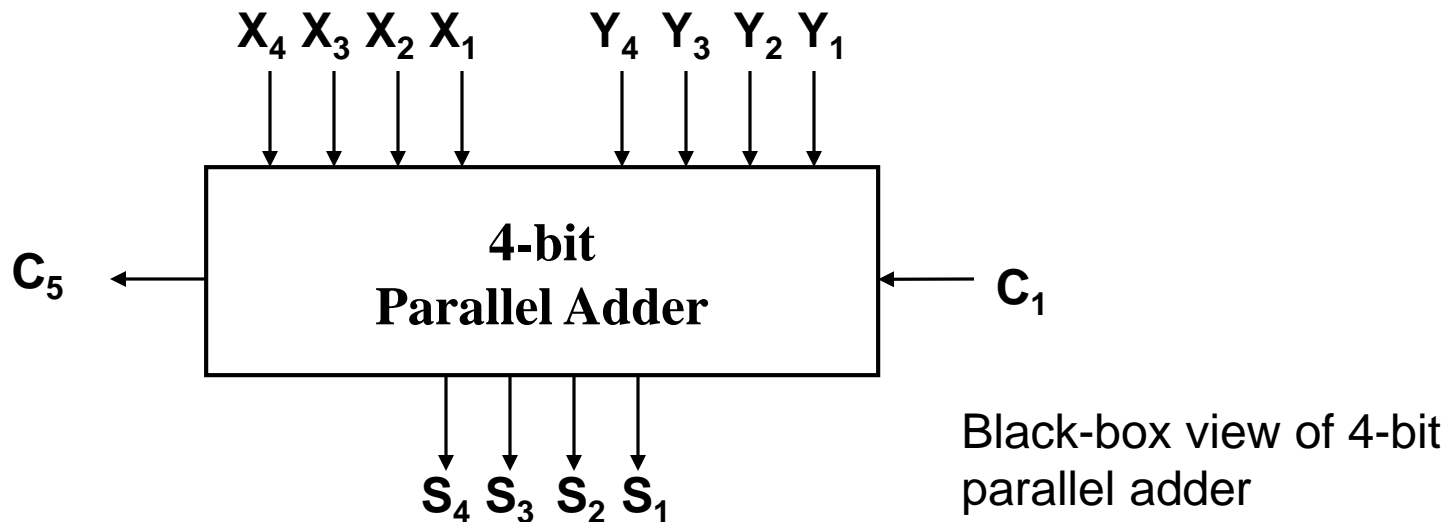 X₄ X₃ X₂ X₁ Y₄ Y₃ Y₂ Y₁
4-bit
C₅ C₁
Parallel Adder
Black-box view of 4-bit
parallel adder
S₄ S₃ S₂ S₁